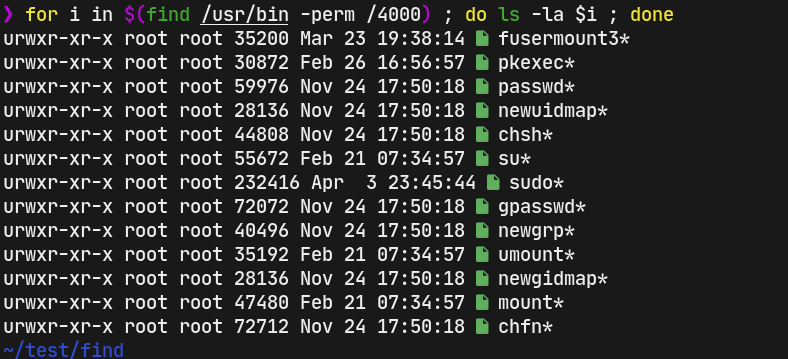 ❯ for i in $(find /usr/bin -perm /4000) ; do ls -la $i ; done
urwxr-xr-x root root 35200 Mar 23 19:38:14 fusermount3*
urwxr-xr-x root root 30872 Feb 26 16:56:57 pkexec*
urwxr-xr-x root root 59976 Nov 24 17:50:18 passwd*
urwxr-xr-x root root 28136 Nov 24 17:50:18 newuidmap*
urwxr-xr-x root root 44808 Nov 24 17:50:18 chsh*
urwxr-xr-x root root 55672 Feb 21 07:34:57 su*
urwxr-xr-x root root 232416 Apr  3 23:45:44 sudo*
urwxr-xr-x root root 72072 Nov 24 17:50:18 gpasswd*
urwxr-xr-x root root 40496 Nov 24 17:50:18 newgrp*
urwxr-xr-x root root 35192 Feb 21 07:34:57 umount*
urwxr-xr-x root root 28136 Nov 24 17:50:18 newgidmap*
urwxr-xr-x root root 47480 Feb 21 07:34:57 mount*
urwxr-xr-x root root 72712 Nov 24 17:50:18 chfn*
~/test/find